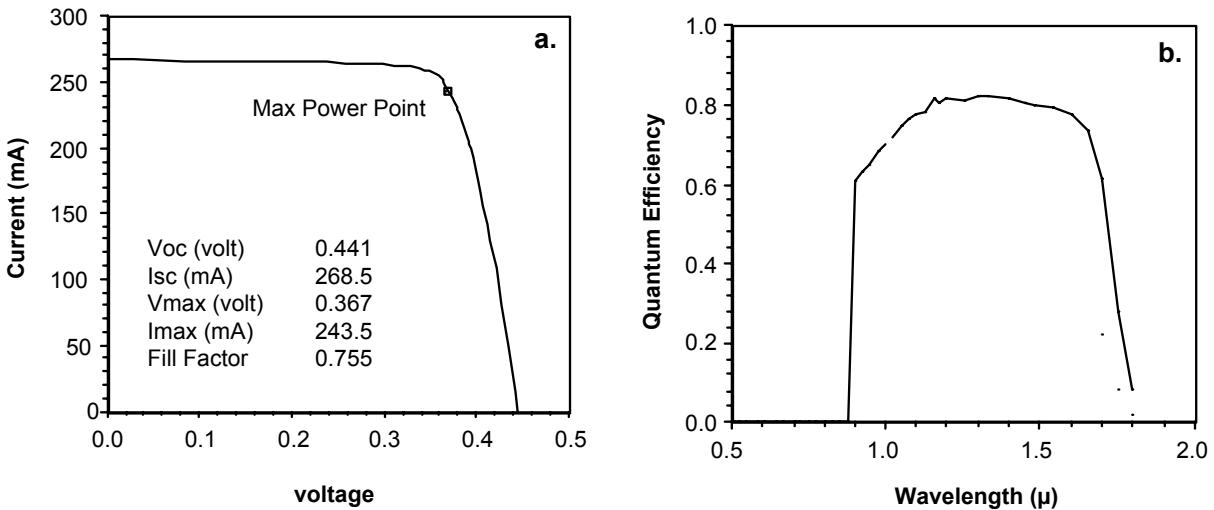 a.
300
250
200
150
100
50
0
Current (mA)
Max Power Point
Voc (volt) 0.441
Isc (mA) 268.5
Vmax (volt) 0.367
Imax (mA) 243.5
Fill Factor 0.755
0.0 0.1 0.2 0.3 0.4 0.5
voltage
b.
1.0
0.8
0.6
0.4
0.2
0.0
Quantum Efficiency
0.5 1.0 1.5 2.0
Wavelength (µ)